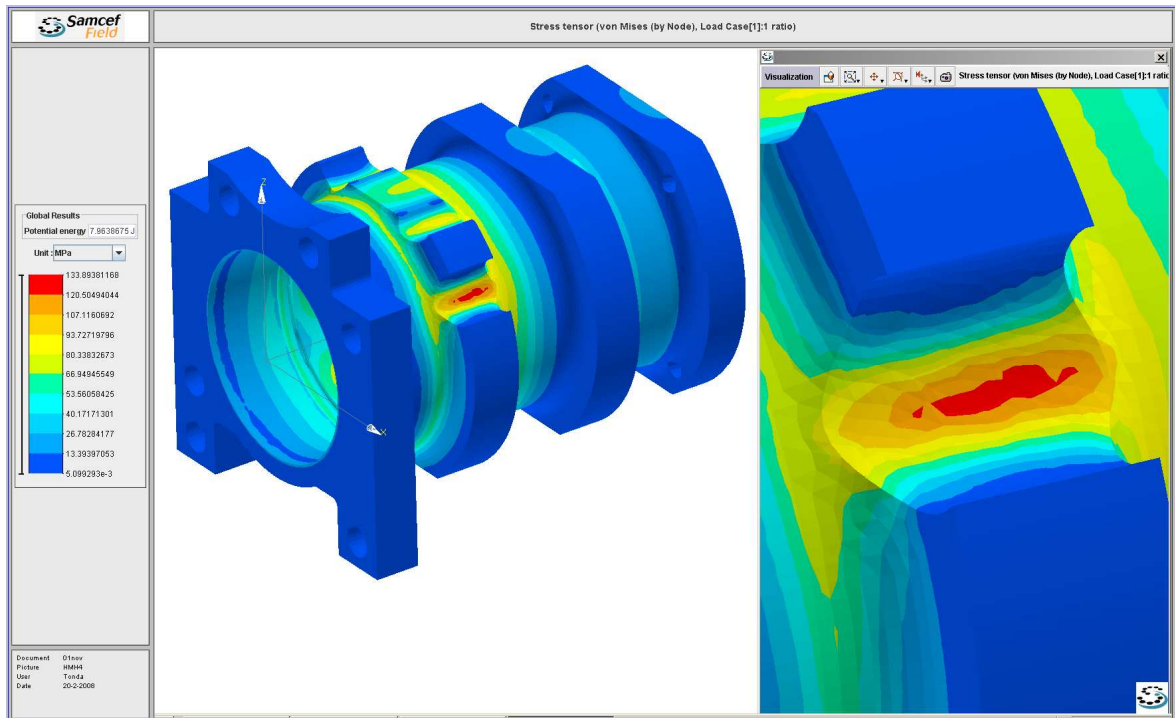 Samcef
Field
Stress tensor (von Mises (by Node), Load Case[1]:1 ratio)
Visualization
Stress tensor (von Mises (by Node), Load Case[1]:1 ratio
Global Results
Potential energy 7.9638675 J
Unit : MPa
133.89381168
120.50494044
107.1160692
93.72719796
80.33832673
66.94945549
53.56058425
40.17171301
26.78284177
13.39397053
5.099293e-3
Z
X
Document 01nov
Picture HMH4
User Tonda
Date 20-2-2008